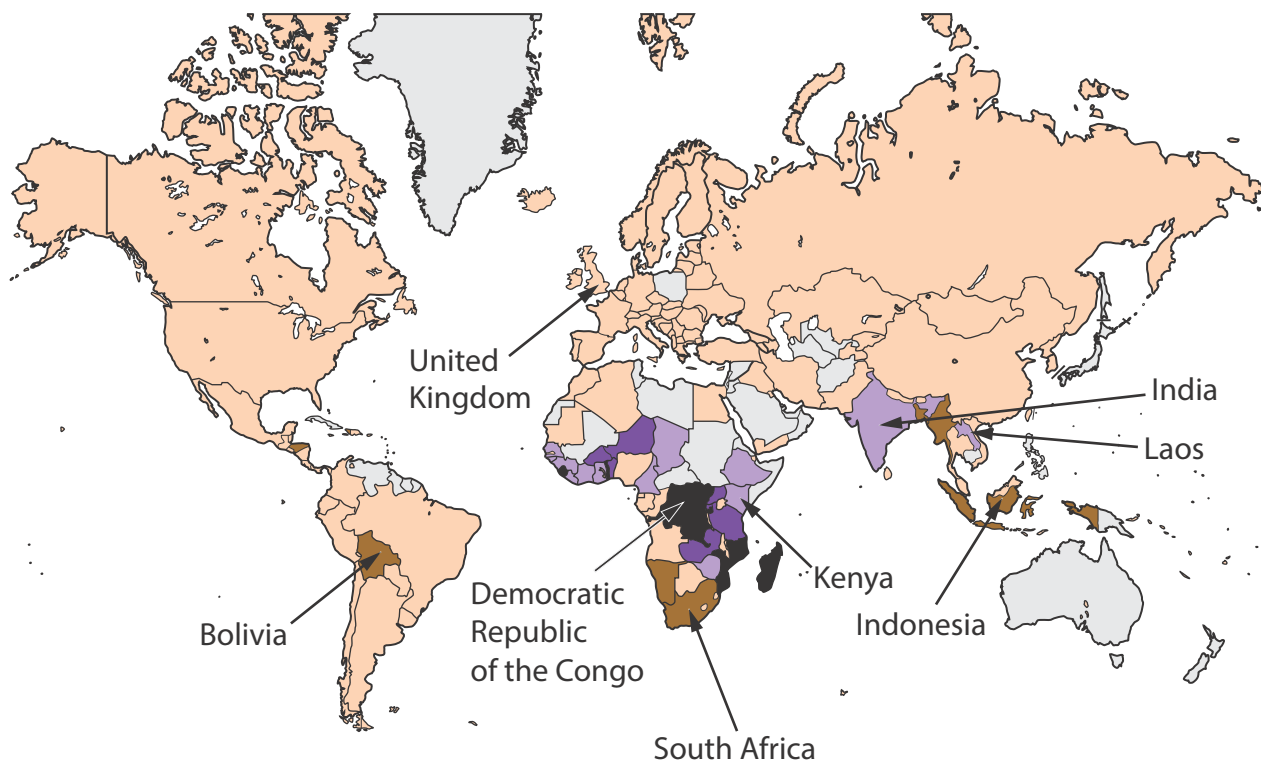 United
Kingdom
India
Laos
Kenya
Democratic
Republic
of the Congo
Indonesia
Bolivia
South Africa